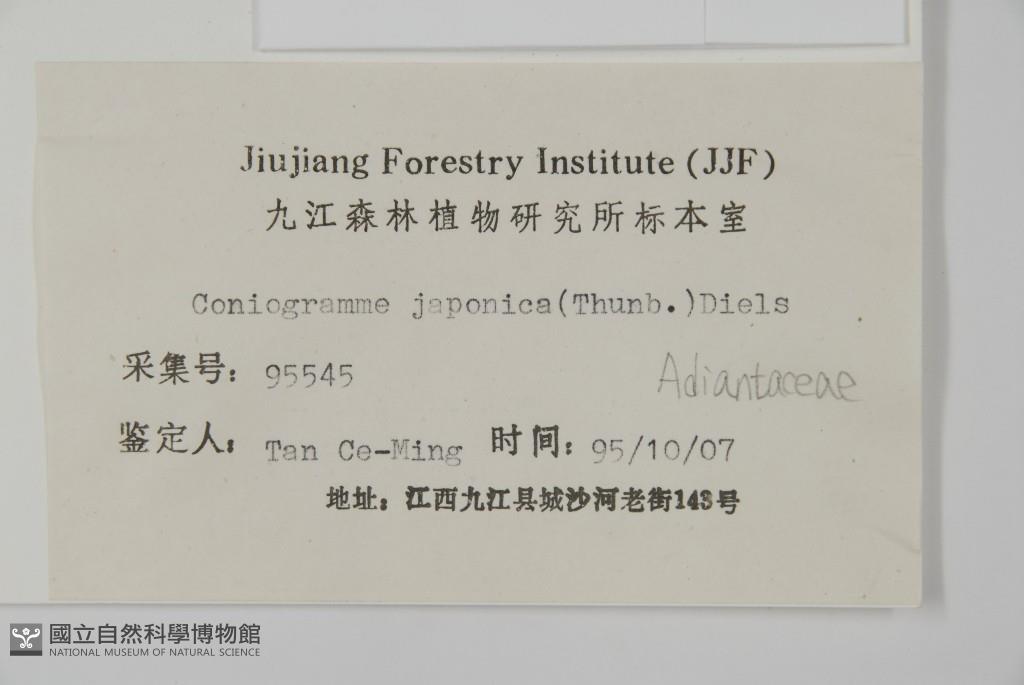 Jiujiang Forestry Institute (JJF)
九江森林植物研究所标本室
Coniogramme japonica(Thunb.)Diels
采集号: 95545
Adiantaceae
鉴定人: Tan Ce-Ming 时间: 95/10/07
地址: 江西九江县城沙河老街143号
國立自然科學博物館
NATIONAL MUSEUM OF NATURAL SCIENCE